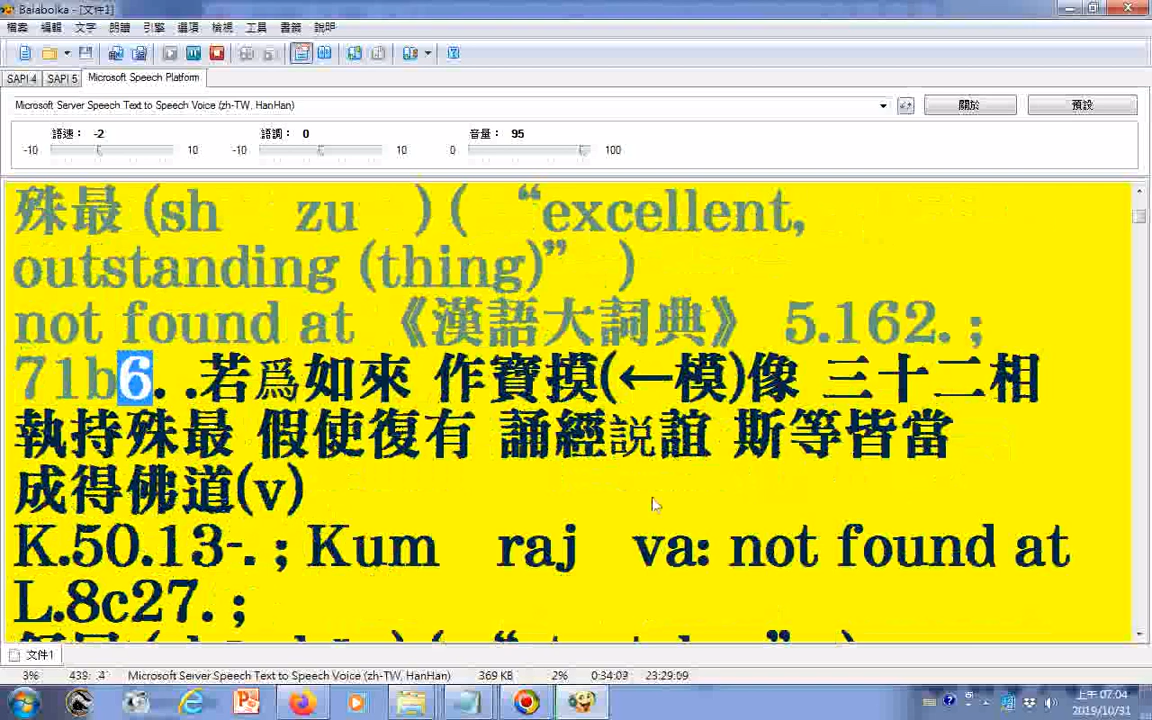 Balabolka - [文件1]
檔案 編輯 文字 朗讀 引擎 選項 檢視 工具 書籤 說明
SAPI 4 SAPI 5 Microsoft Speech Platform
Microsoft Server Speech Text to Speech Voice (zh-TW, HanHan) 關於 預設
語速： -2 語調： 0 音量： 95
-10 10 -10 10 0 100
殊最 (sh zu ) ( “excellent,
outstanding (thing)” )
not found at 《漢語大詞典》 5.162. ;
71b6. .若爲如來 作寶摸(←模)像 三十二相
執持殊最 假使復有 誦經説誼 斯等皆當
成得佛道(v)
K.50.13-. ; Kum raj va: not found at
L.8c27. ;
文件1
3% Microsoft Server Speech Text to Speech Voice (zh-TW, HanHan) 369 KB 2% 0:34:03 23:29:09
上午 07:04
2019/10/31